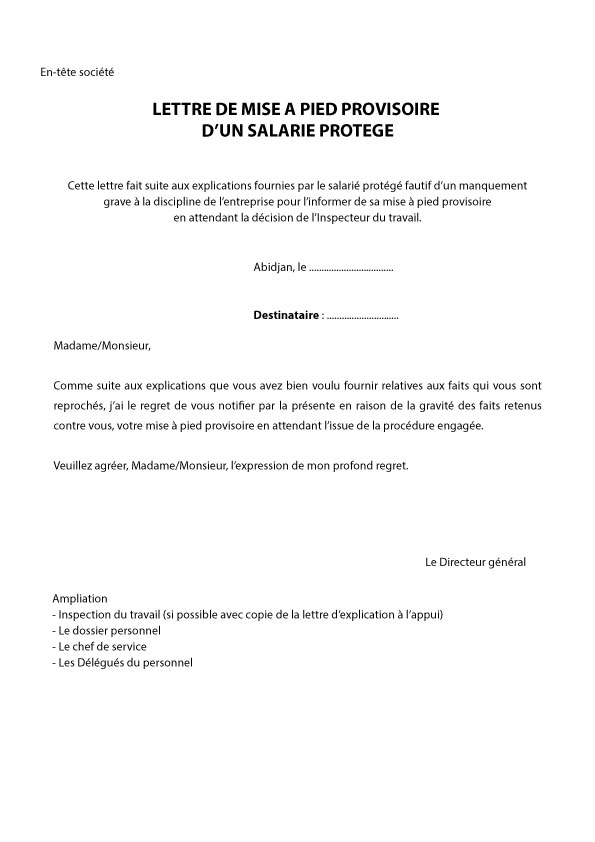 En-tête société
LETTRE DE MISE A PIED PROVISOIRE
D’UN SALARIE PROTEGE
Cette lettre fait suite aux explications fournies par le salarié protégé fautif d’un manquement
grave à la discipline de l’entreprise pour l’informer de sa mise à pied provisoire
en attendant la décision de l’Inspecteur du travail.
Abidjan, le ..................................
Destinataire : .............................
Madame/Monsieur,
Comme suite aux explications que vous avez bien voulu fournir relatives aux faits qui vous sont
reprochés, j’ai le regret de vous notifier par la présente en raison de la gravité des faits retenus
contre vous, votre mise à pied provisoire en attendant l’issue de la procédure engagée.
Veuillez agréer, Madame/Monsieur, l’expression de mon profond regret.
Le Directeur général
Ampliation
- Inspection du travail (si possible avec copie de la lettre d’explication à l’appui)
- Le dossier personnel
- Le chef de service
- Les Délégués du personnel